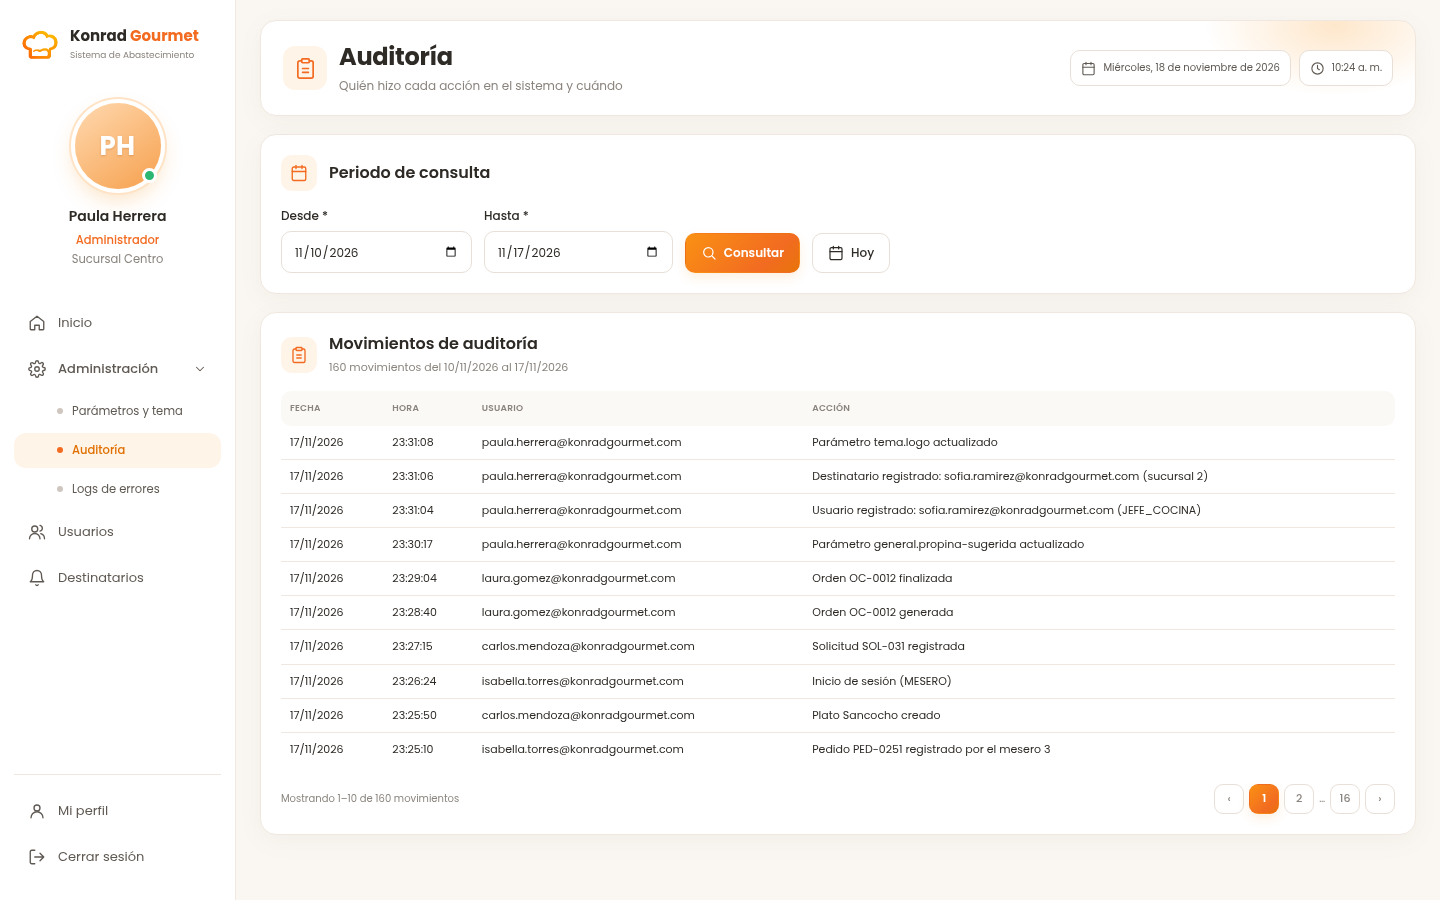 Konrad Gourmet
Sistema de Abastecimiento
PH
Paula Herrera
Administrador
Sucursal Centro
Inicio
Administración
Parámetros y tema
Auditoría
Logs de errores
Usuarios
Destinatarios
Mi perfil
Cerrar sesión
Auditoría
Quién hizo cada acción en el sistema y cuándo
Miércoles, 18 de noviembre de 2026
10:24 a. m.
Periodo de consulta
Desde *
Hasta *
11/10/2026
11/17/2026
Consultar
Hoy
Movimientos de auditoría
160 movimientos del 10/11/2026 al 17/11/2026
FECHA HORA USUARIO ACCIÓN
17/11/2026 23:31:08 paula.herrera@konradgourmet.com Parámetro tema.logo actualizado
17/11/2026 23:31:06 paula.herrera@konradgourmet.com Destinatario registrado: sofia.ramirez@konradgourmet.com (sucursal 2)
17/11/2026 23:31:04 paula.herrera@konradgourmet.com Usuario registrado: sofia.ramirez@konradgourmet.com (JEFE_COCINA)
17/11/2026 23:30:17 paula.herrera@konradgourmet.com Parámetro general.propina-sugerida actualizado
17/11/2026 23:29:04 laura.gomez@konradgourmet.com Orden OC-0012 finalizada
17/11/2026 23:28:40 laura.gomez@konradgourmet.com Orden OC-0012 generada
17/11/2026 23:27:15 carlos.mendoza@konradgourmet.com Solicitud SOL-031 registrada
17/11/2026 23:26:24 isabella.torres@konradgourmet.com Inicio de sesión (MESERO)
17/11/2026 23:25:50 carlos.mendoza@konradgourmet.com Plato Sancocho creado
17/11/2026 23:25:10 isabella.torres@konradgourmet.com Pedido PED-0251 registrado por el mesero 3
Mostrando 1–10 de 160 movimientos
‹ 1 2 … 16 ›